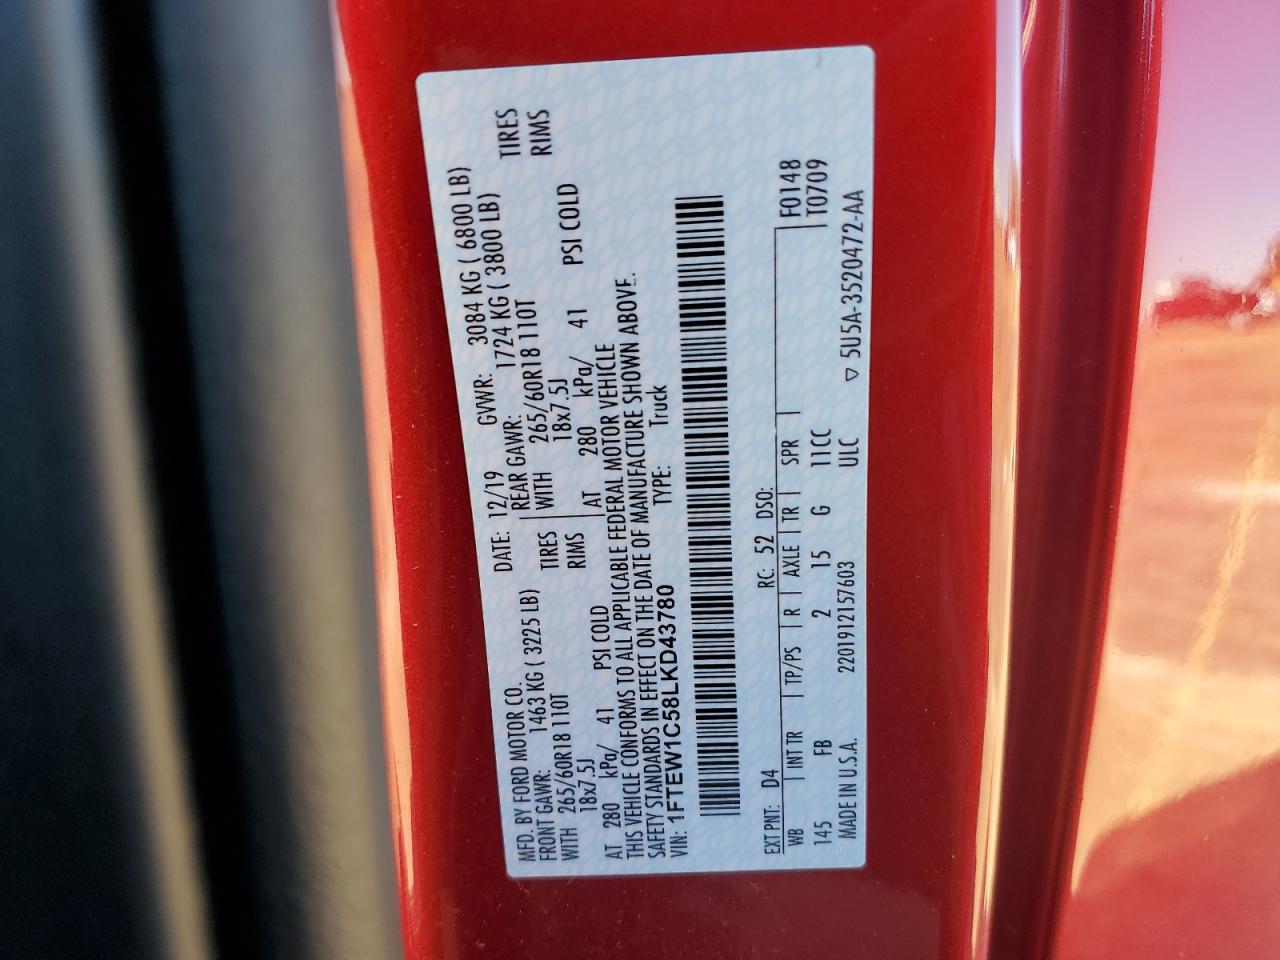 MFD. BY FORD MOTOR CO.
DATE: 12/19 GVWR: 3084 KG ( 6800 LB)
FRONT GAWR: 1463 KG ( 3225 LB) REAR GAWR: 1724 KG ( 3800 LB)
WITH 265/60R18 110T TIRES WITH 265/60R18 110T TIRES
18x7.5J RIMS 18x7.5J RIMS
AT 280 kPa/ 41 PSI COLD AT 280 kPa/ 41 PSI COLD
THIS VEHICLE CONFORMS TO ALL APPLICABLE FEDERAL MOTOR VEHICLE
SAFETY STANDARDS IN EFFECT ON THE DATE OF MANUFACTURE SHOWN ABOVE.
VIN: 1FTEW1C58LKD43780 TYPE: Truck
EXT PNT: D4 RC: 52 DSO: F0148
WB INT TR TP/PS R AXLE TR SPR T0709
145 FB 2 15 G 11CC
MADE IN U.S.A. 220191215​7603 ULC ▽ 5U5A-3520472-AA